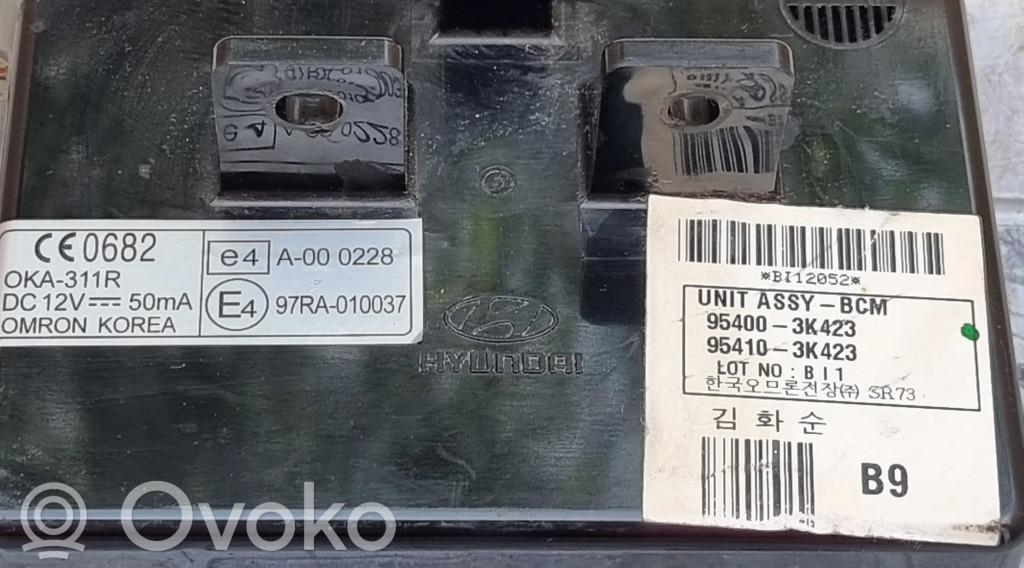 CE0682
OKA-311R
DC 12V⎓ 50mA
OMRON KOREA
e4 A-00 0228
E4 97RA-010037
HYUNDAI
*BI12052*
UNIT ASSY-BCM
95400-3K423
95410-3K423
LOT NO: BI1
한국오므론전장(주) SR73
김화순
B9
Ovoko